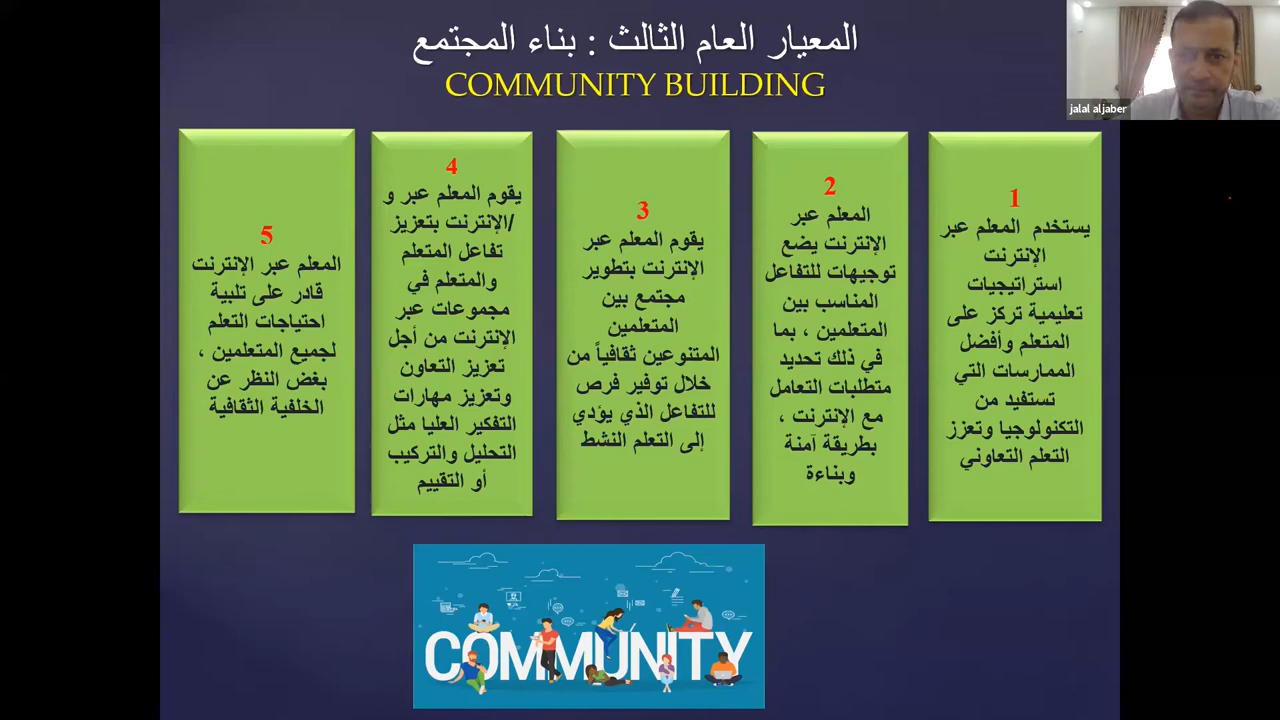 المعيار العام الثالث : بناء المجتمع
COMMUNITY BUILDING
jalal aljaber
1
يستخدم المعلم عبر
الإنترنت
استراتيجيات
تعليمية تركز على
المتعلم وأفضل
الممارسات التي
تستفيد من
التكنولوجيا وتعزز
التعلم التعاوني
2
المعلم عبر
الإنترنت يضع
توجيهات للتفاعل
المناسب بين
المتعلمين ، بما
في ذلك تحديد
متطلبات التعامل
مع الإنترنت ،
بطريقة آمنة
وبناءة
3
يقوم المعلم عبر
الإنترنت بتطوير
مجتمع بين
المتعلمين
المتنوعين ثقافياً من
خلال توفير فرص
للتفاعل الذي يؤدي
إلى التعلم النشط
4
يقوم المعلم عبر و
/الإنترنت بتعزيز
تفاعل المتعلم
والمتعلم في
مجموعات عبر
الإنترنت من أجل
تعزيز التعاون
وتعزيز مهارات
التفكير العليا مثل
التحليل والتركيب
أو التقييم
5
المعلم عبر الإنترنت
قادر على تلبية
احتياجات التعلم
لجميع المتعلمين ،
بغض النظر عن
الخلفية الثقافية
COMMUNITY